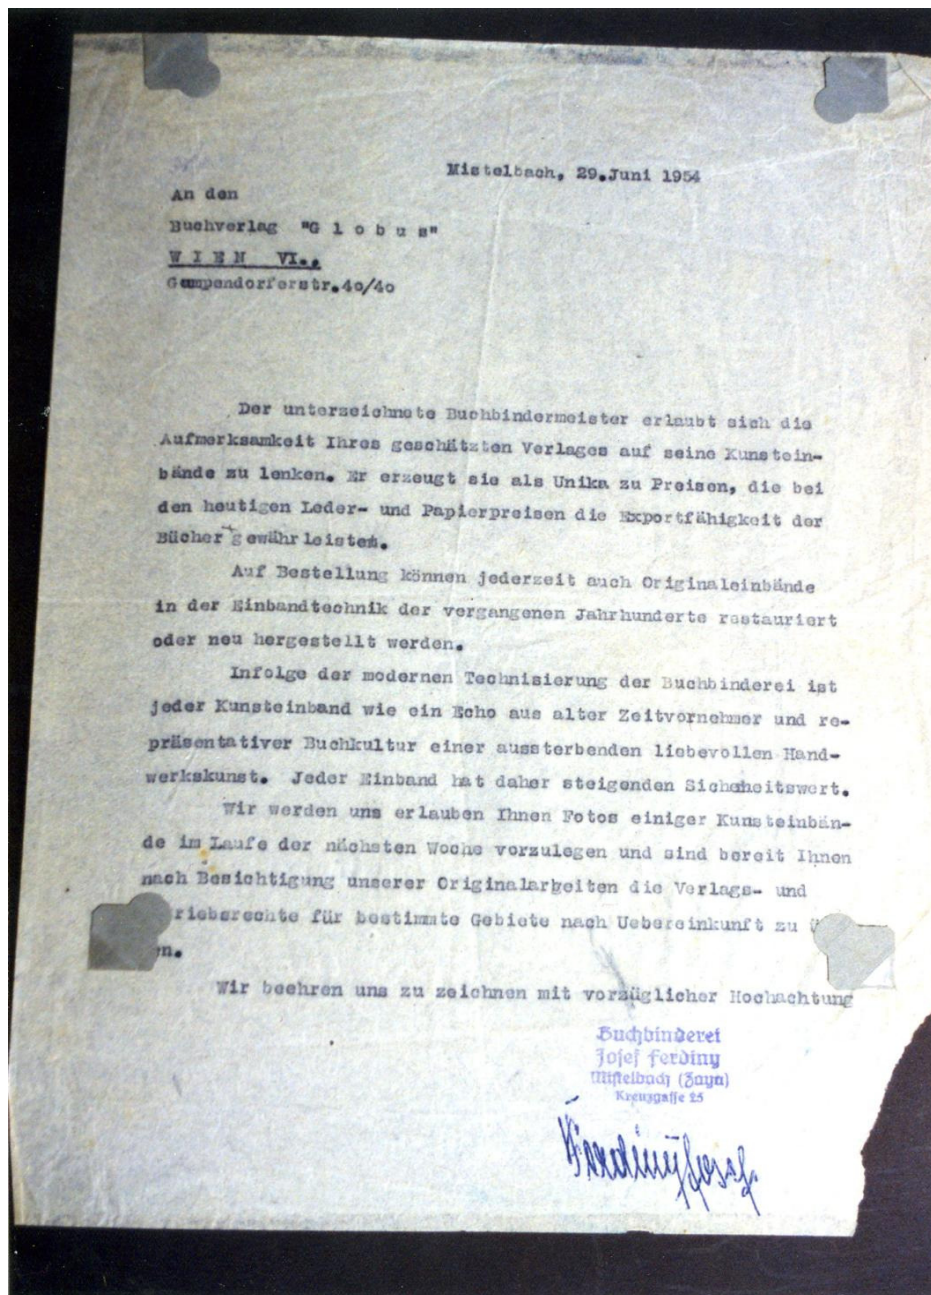 Mistelbach, 29.Juni 1954
An den
Buchverlag "G l o b u s"
W I E N VI.,
Gumpendorferstr.4o/4o
Der unterzeichnete Buchbindermeister erlaubt sich die
Aufmerksamkeit Ihres geschätzten Verlages auf seine Kunstein-
bände zu lenken. Er erzeugt sie als Unika zu Preisen, die bei
den heutigen Leder- und Papierpreisen die Exportfähigkeit der
Bücher gewährleisten.
Auf Bestellung können jederzeit auch Originaleinbände
in der Einbandtechnik der vergangenen Jahrhunderte restauriert
oder neu hergestellt werden.
Infolge der modernen Technisierung der Buchbinderei ist
jeder Kunsteinband wie ein Echo aus alter Zeitvornehmer und re-
präsentativer Buchkultur einer aussterbenden liebevollen Hand-
werkskunst. Jeder Einband hat daher steigenden Sicheheitswert.
Wir werden uns erlauben Ihnen Fotos einiger Kunsteinbän-
de im Laufe der nächsten Woche vorzulegen und sind bereit Ihnen
nach Besichtigung unserer Originalarbeiten die Verlags- und
riebsrechte für bestimmte Gebiete nach Uebereinkunft zu
en.
Wir beehren uns zu zeichnen mit vorzüglicher Hochachtung
Buchbinderei
Josef Ferdiny
Mistelbach (Zaya)
Kreuzgasse 25
Ferdiny Josef.